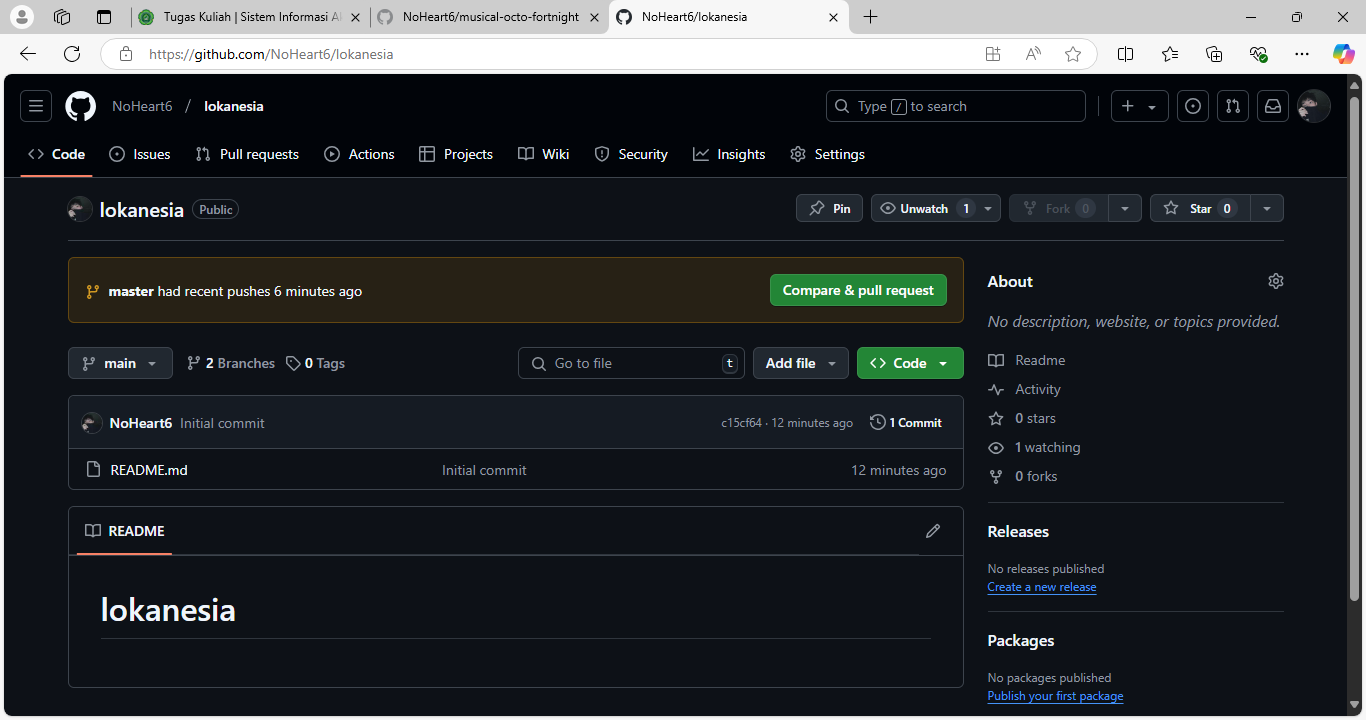 Tugas Kuliah | Sistem Informasi Al
NoHeart6/musical-octo-fortnight
NoHeart6/lokanesia
https://github.com/NoHeart6/lokanesia
NoHeart6 / lokanesia
Type / to search
Code
Issues
Pull requests
Actions
Projects
Wiki
Security
Insights
Settings
lokanesia Public
Pin
Unwatch 1
Fork 0
Star 0
master had recent pushes 6 minutes ago
Compare & pull request
main
2 Branches
0 Tags
Go to file t
Add file
Code
NoHeart6 Initial commit
c15cf64 · 12 minutes ago
1 Commit
README.md
Initial commit
12 minutes ago
README
lokanesia
About
No description, website, or topics provided.
Readme
Activity
0 stars
1 watching
0 forks
Releases
No releases published
Create a new release
Packages
No packages published
Publish your first package